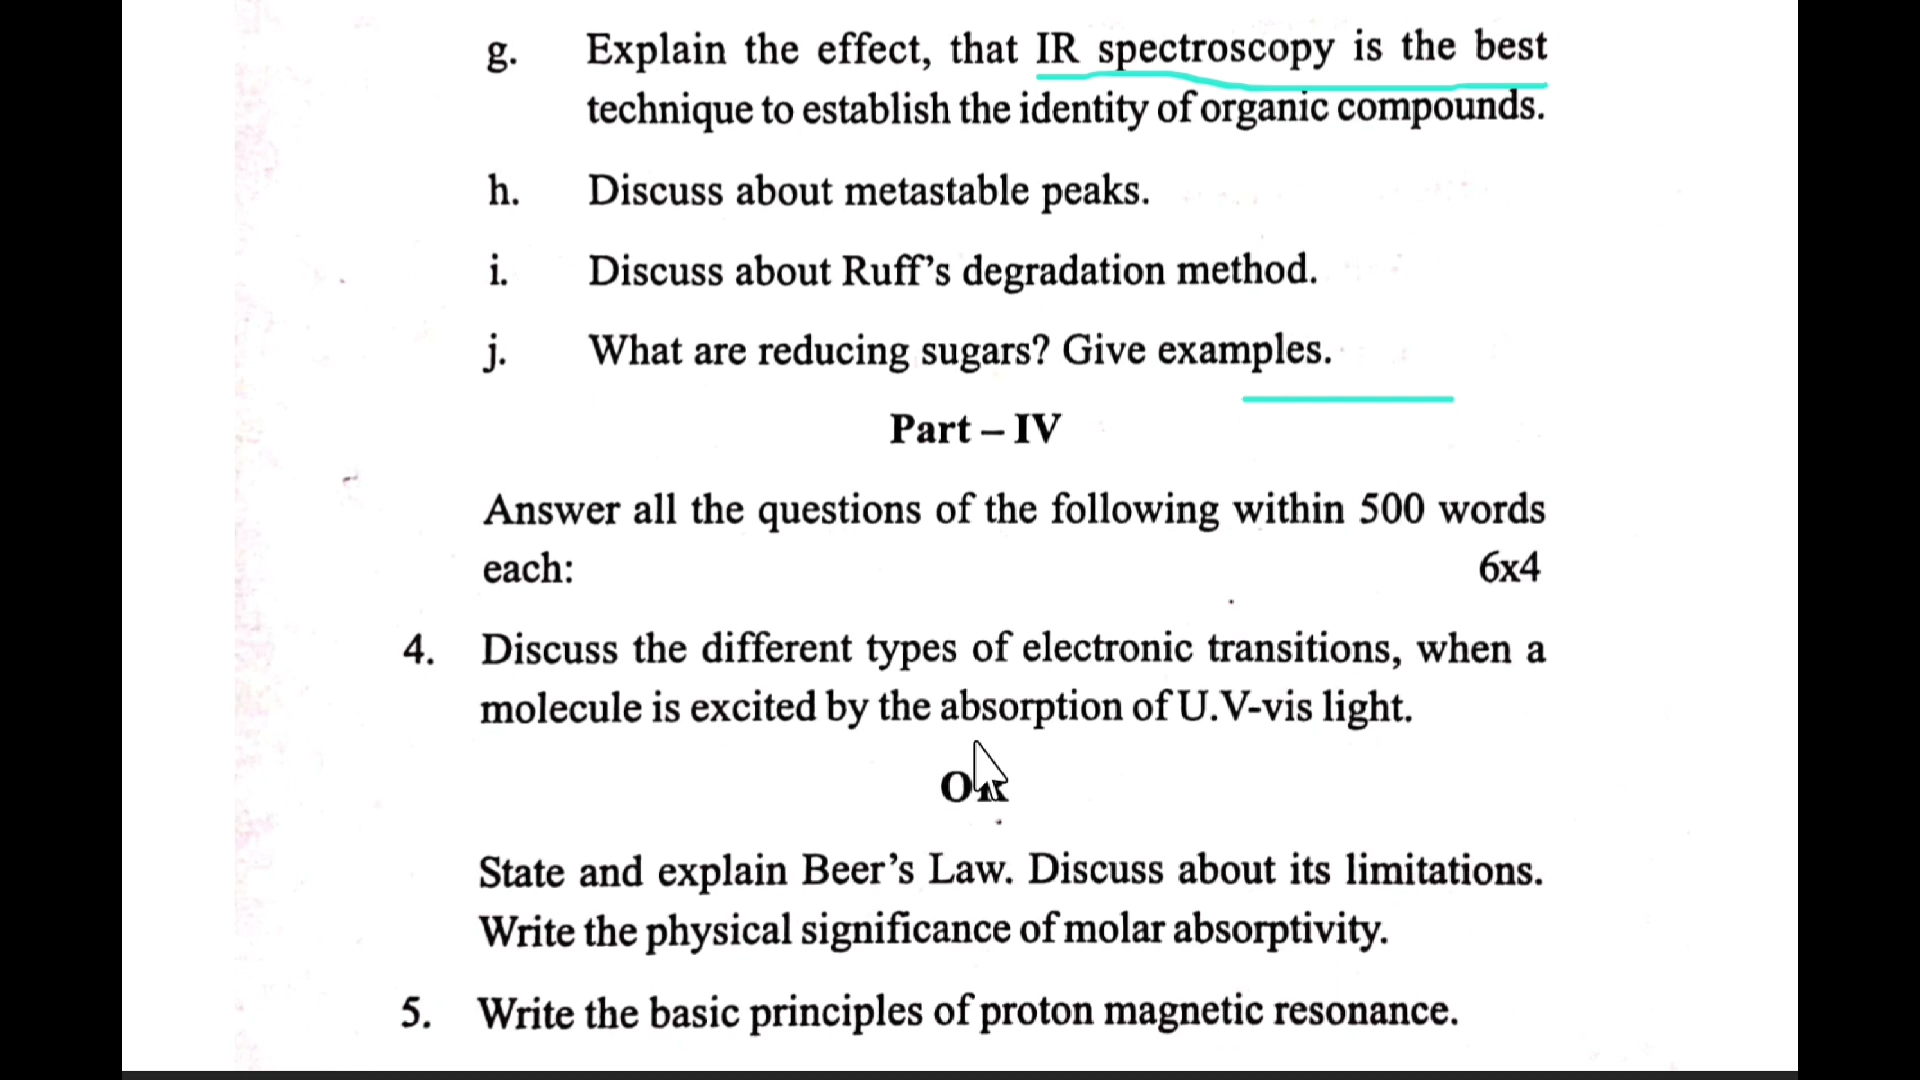 g. Explain the effect, that IR spectroscopy is the best
technique to establish the identity of organic compounds.
h. Discuss about metastable peaks.
i. Discuss about Ruff's degradation method.
j. What are reducing sugars? Give examples.
Part – IV
Answer all the questions of the following within 500 words
each: 6x4
4. Discuss the different types of electronic transitions, when a
molecule is excited by the absorption of U.V-vis light.
OR
State and explain Beer's Law. Discuss about its limitations.
Write the physical significance of molar absorptivity.
5. Write the basic principles of proton magnetic resonance.